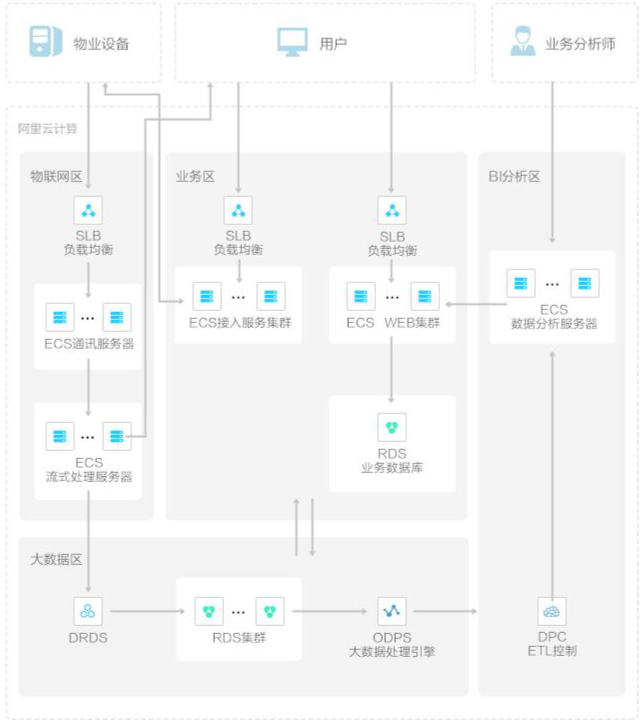 物业设备
用户
业务分析师
阿里云计算
物联网区
业务区
BI分析区
SLB
负载均衡
SLB
负载均衡
SLB
负载均衡
...
ECS通讯服务器
...
ECS接入服务集群
...
ECS WEB集群
...
ECS
数据分析服务器
...
ECS
流式处理服务器
RDS
业务数据库
大数据区
DRDS
...
RDS集群
ODPS
大数据处理引擎
DPC
ETL控制